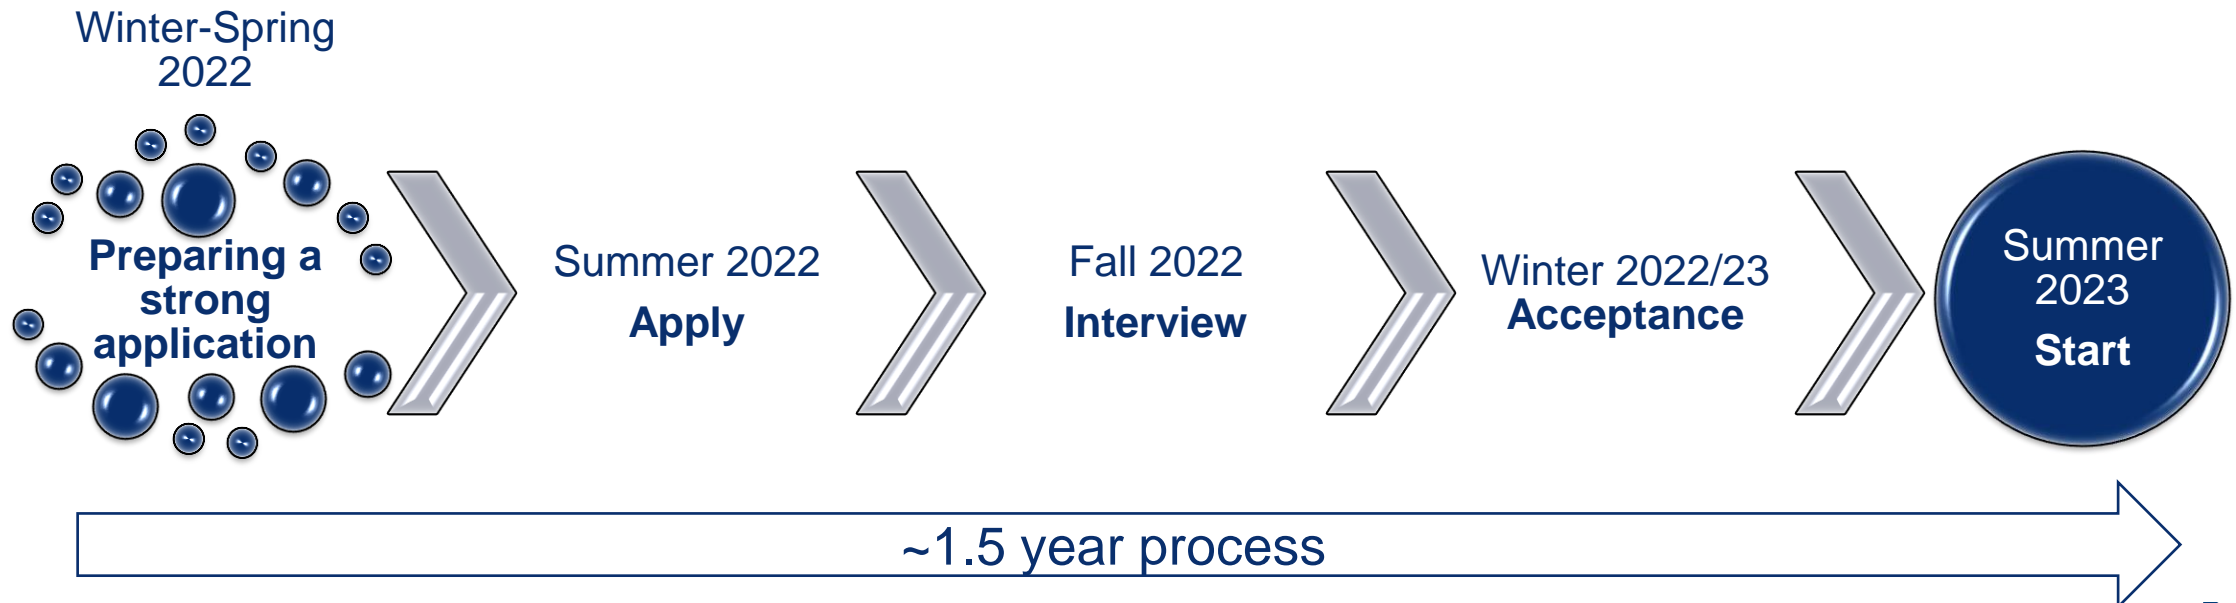 Winter-Spring
2022
Preparing a
strong
application
Summer 2022
Apply
Fall 2022
Interview
Winter 2022/23
Acceptance
Summer
2023
Start
~1.5 year process